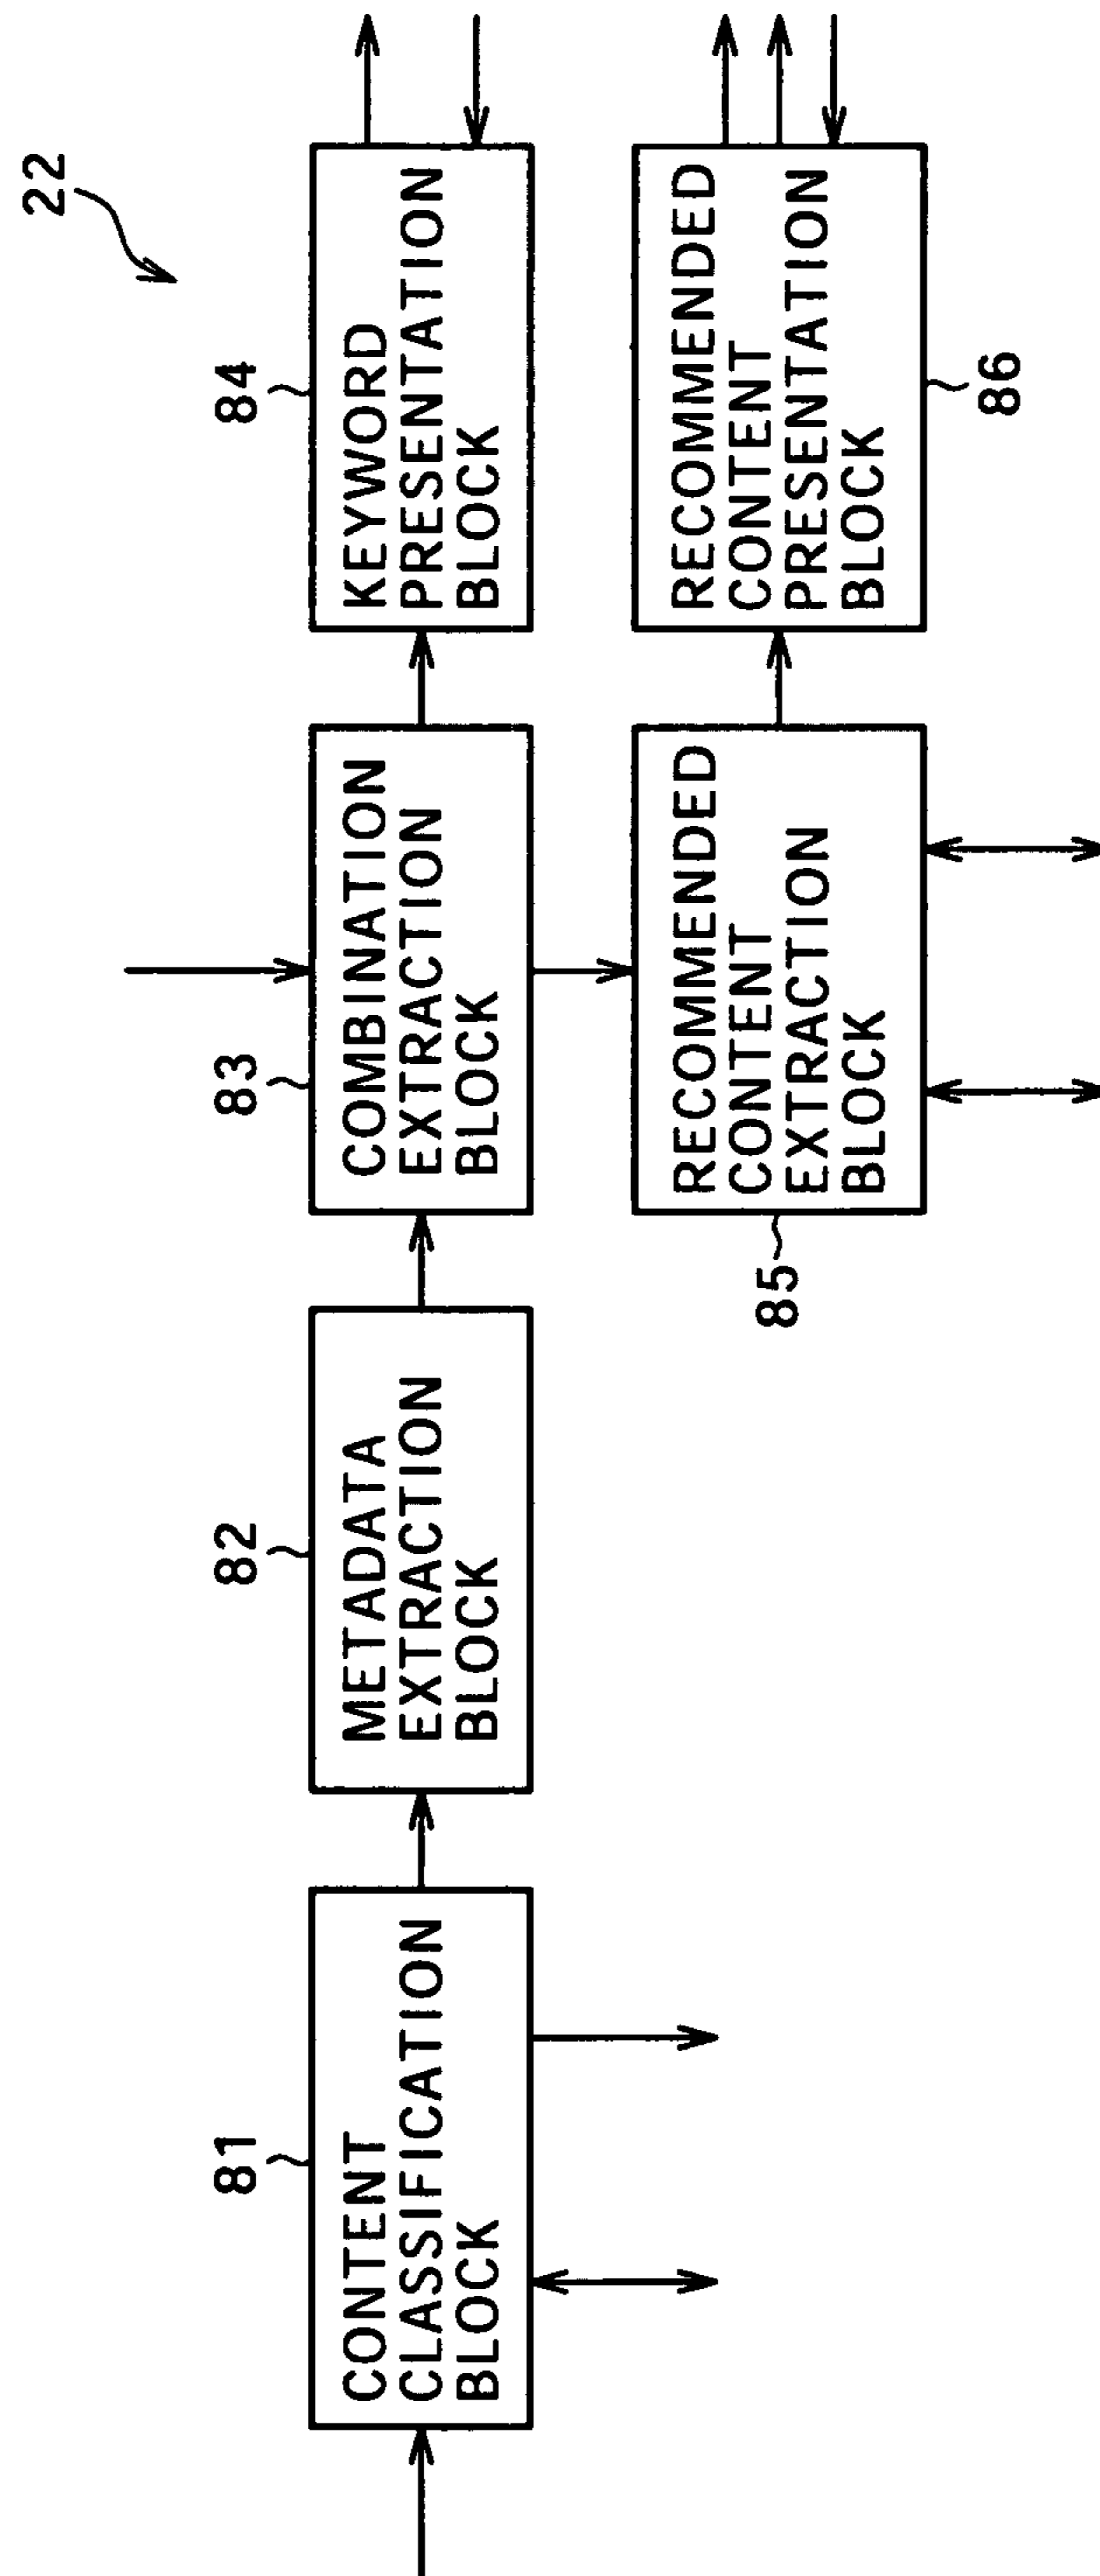 22
81
CONTENT
CLASSIFICATION
BLOCK
82
METADATA
EXTRACTION
BLOCK
83
COMBINATION
EXTRACTION
BLOCK
84
KEYWORD
PRESENTATION
BLOCK
85
RECOMMENDED
CONTENT
EXTRACTION
BLOCK
RECOMMENDED
CONTENT
PRESENTATION
BLOCK
86